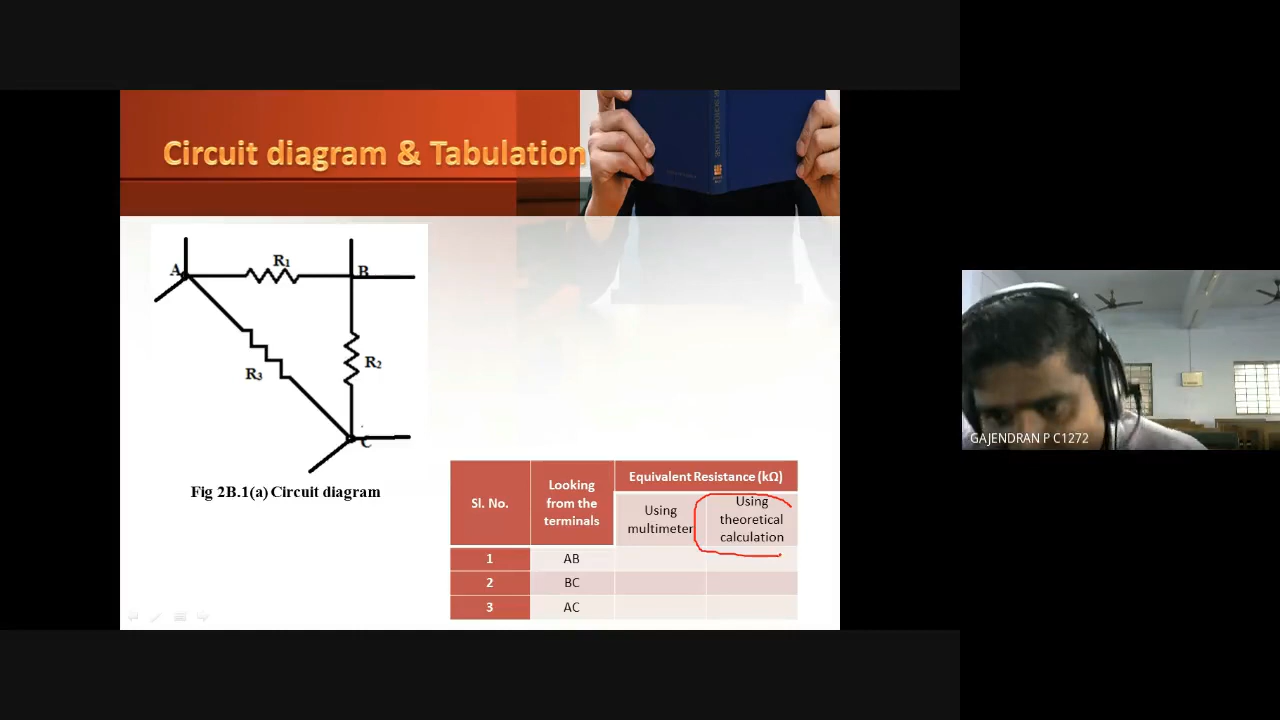 Circuit diagram & Tabulation
A
R1
B
R2
R3
C
Fig 2B.1(a) Circuit diagram
Sl. No.
Looking
from the
terminals
Equivalent Resistance (kΩ)
Using
multimeter
Using
theoretical
calculation
1 AB
2 BC
3 AC
GAJENDRAN P C1272